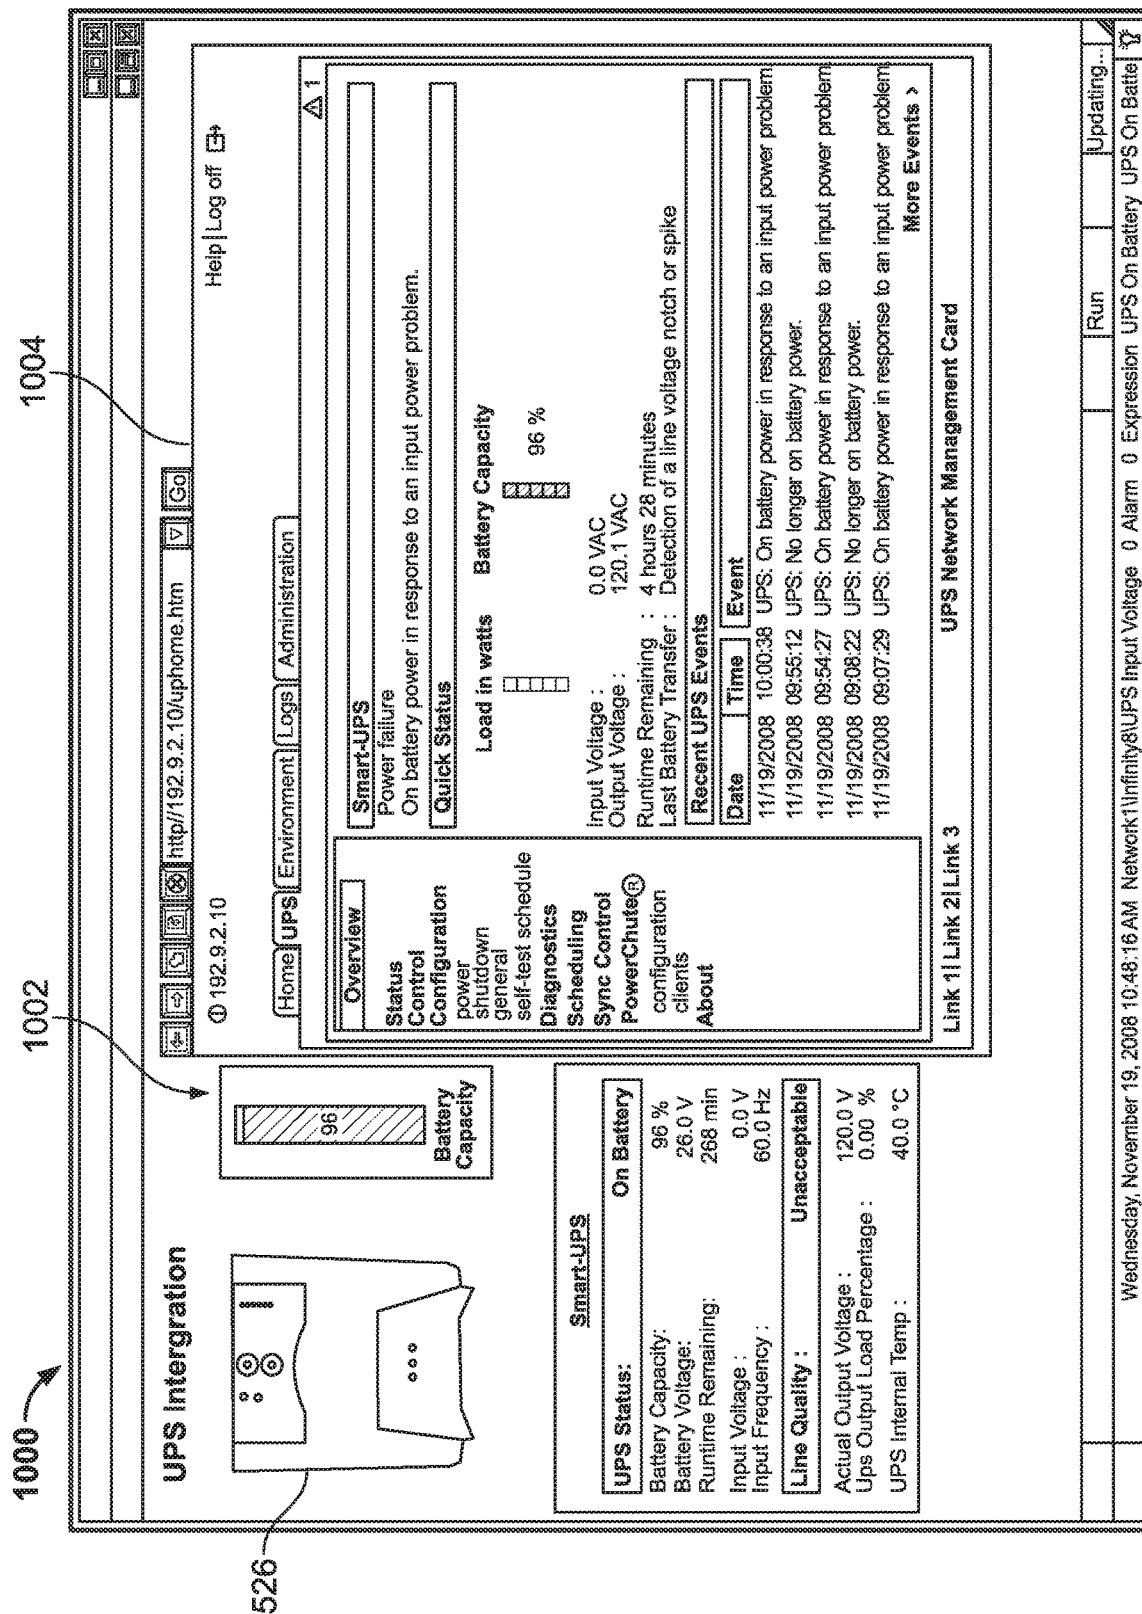 1000
1002
1004
526
UPS Intergration
96
Battery
Capacity
Smart-UPS
UPS Status: On Battery
Battery Capacity: 96 %
Battery Voltage: 26.0 V
Runtime Remaining: 268 min
Input Voltage : 0.0 V
Input Frequency : 60.0 Hz
Line Quality : Unacceptable
Actual Output Voltage : 120.0 V
Ups Output Load Percentage : 0.00 %
UPS Internal Temp : 40.0 °C
http//192.9.2.10/uphome.htm Go
192.9.2.10
Help|Log off
Home UPS Environment Logs Administration
1
Overview
Status
Control
Configuration
power
shutdown
general
self-test schedule
Diagnostics
Scheduling
Sync Control
PowerChute®
configuration
clients
About
Smart-UPS
Power failure
On battery power in response to an input power problem.
Quick Status
Load in watts Battery Capacity
96 %
Input Voltage : 0.0 VAC
Output Voltage : 120.1 VAC
Runtime Remaining : 4 hours 28 minutes
Last Battery Transfer : Detection of a line voltage notch or spike
Recent UPS Events
Date Time Event
11/19/2008 10:00:38 UPS: On battery power in response to an input power problem.
11/19/2008 09:55:12 UPS: No longer on battery power.
11/19/2008 09:54:27 UPS: On battery power in response to an input power problem.
11/19/2008 09:08:22 UPS: No longer on battery power.
11/19/2008 09:07:29 UPS: On battery power in response to an input power problem.
More Events >
Link 1| Link 2| Link 3 UPS Network Management Card
Run Updating...
Wednesday, November 19, 2008 10:48:16 AM Network1\Infinity8\UPS Input Voltage 0 Alarm 0 Expression UPS On Battery UPS On Batte